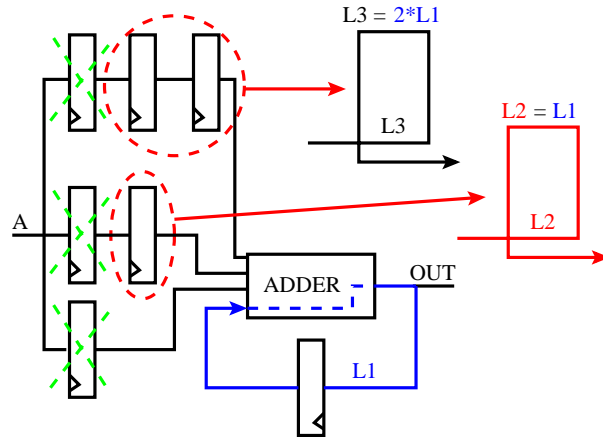 L3 = 2*L1
L3
L2 = L1
L2
A
ADDER
OUT
L1